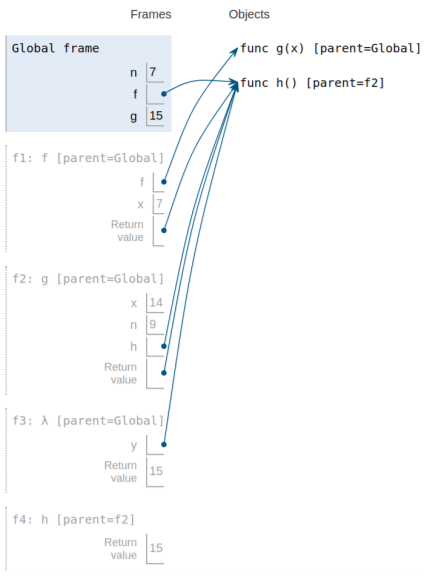 Frames Objects
Global frame func g(x) [parent=Global]
n 7
func h() [parent=f2]
f
g 15
f1: f [parent=Global]
f
x 7
Return
value
f2: g [parent=Global]
x 14
n 9
h
Return
value
f3: λ [parent=Global]
y
Return
value 15
f4: h [parent=f2]
Return
value 15